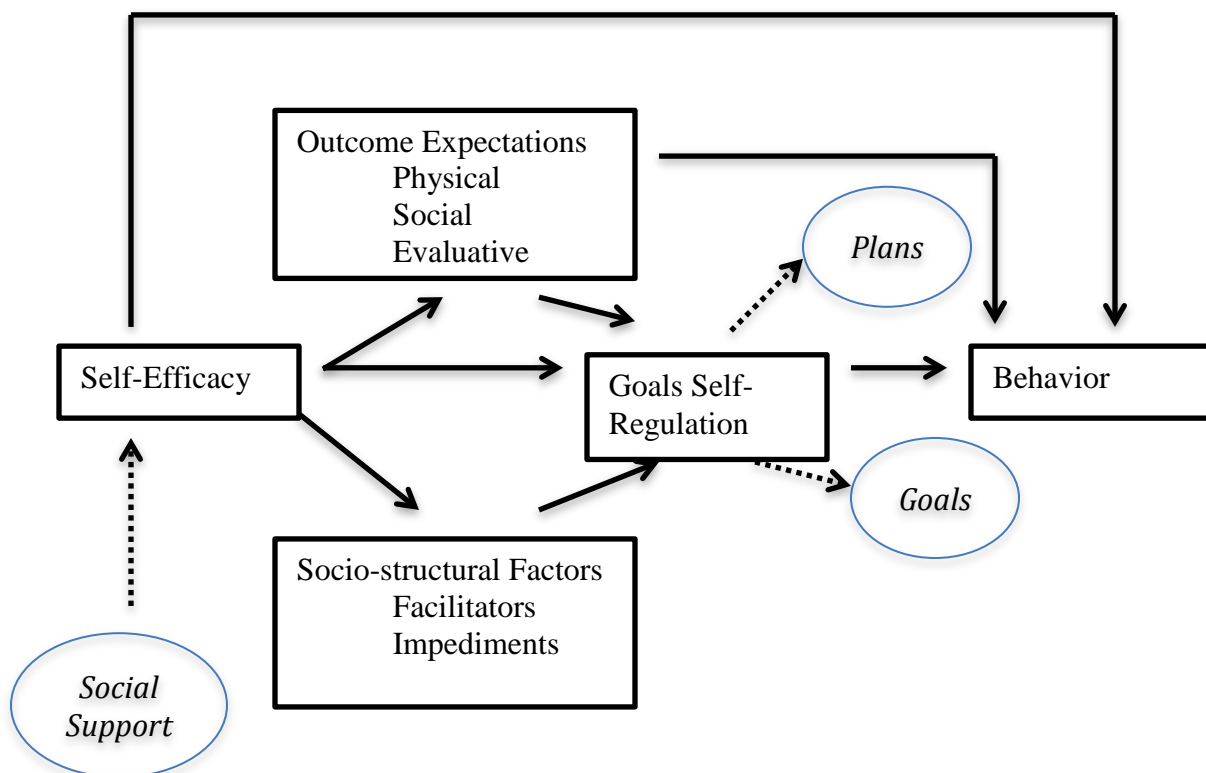 Outcome Expectations
Physical
Social
Evaluative
Plans
Self-Efficacy
Goals Self-
Regulation
Behavior
Goals
Socio-structural Factors
Facilitators
Impediments
Social
Support